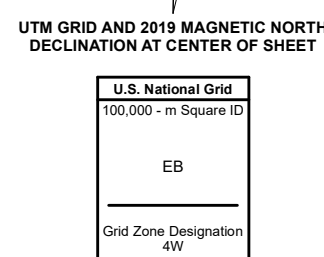 UTM GRID AND 2019 MAGNETIC NORTH
DECLINATION AT CENTER OF SHEET
U.S. National Grid
100,000 - m Square ID
EB
Grid Zone Designation
4W